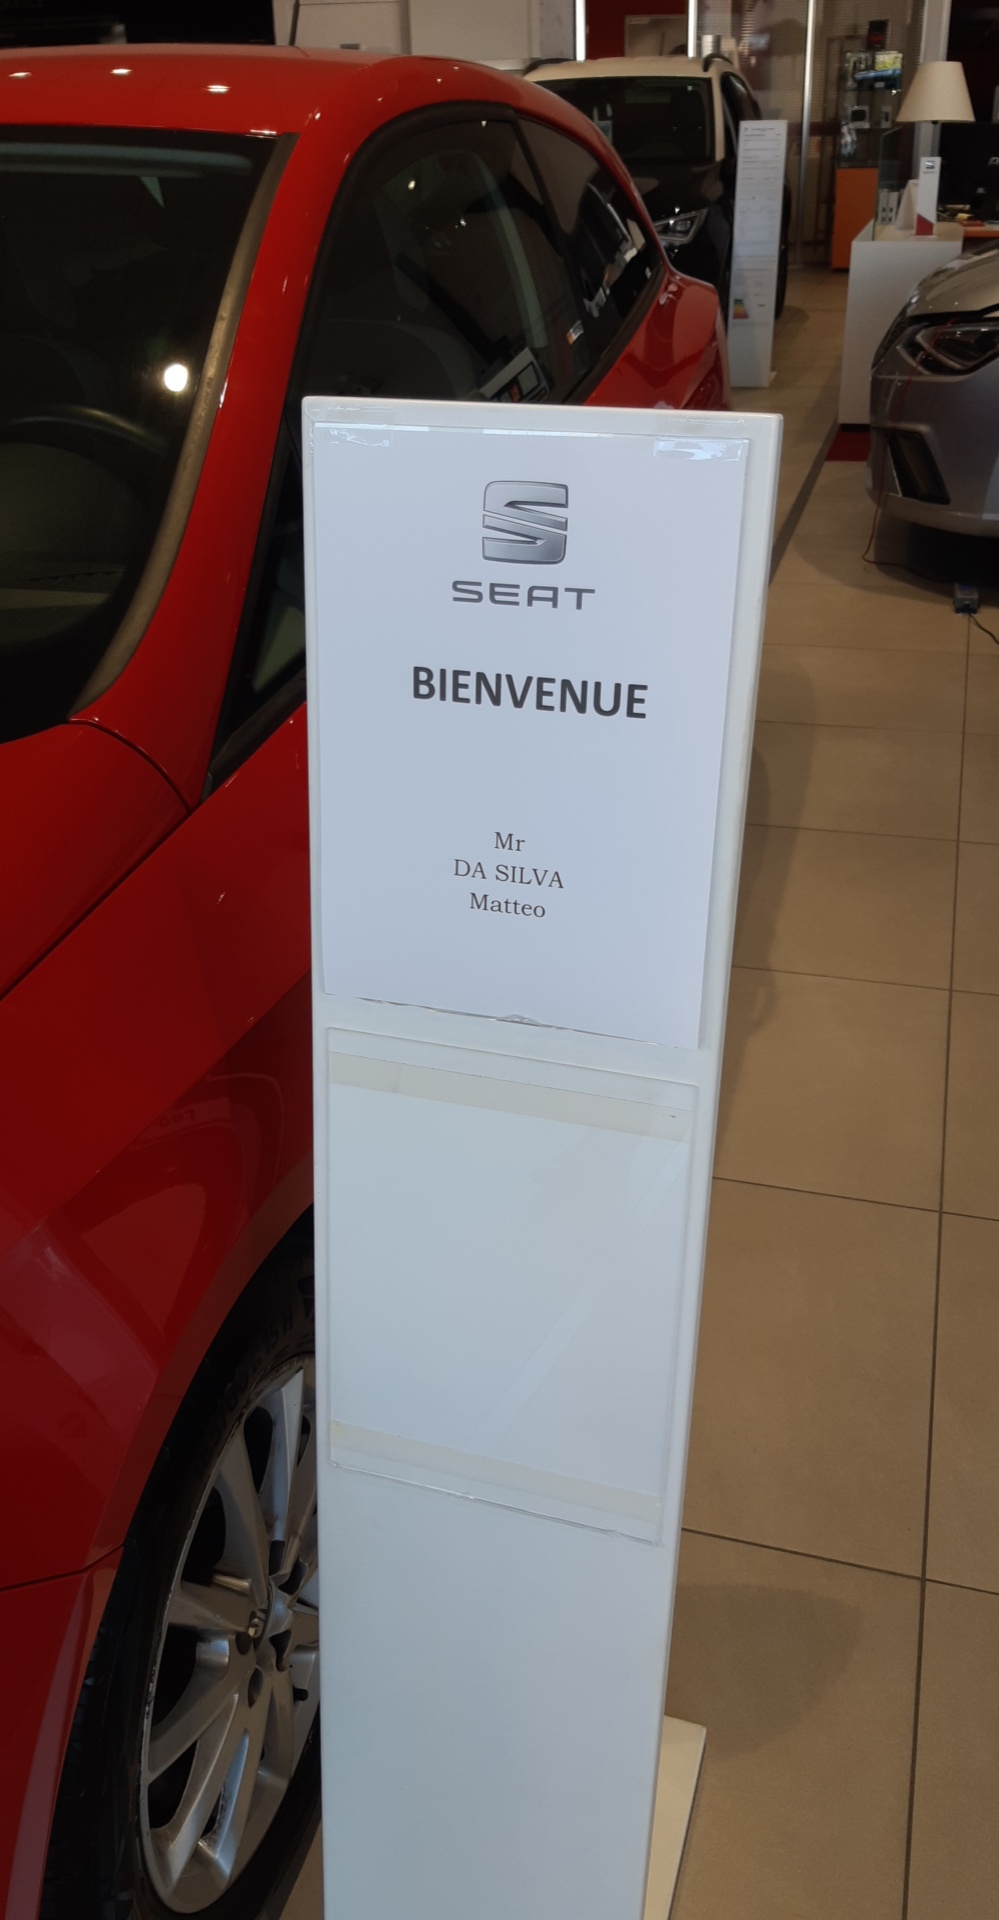 SEAT
BIENVENUE
Mr
DA SILVA
Matteo